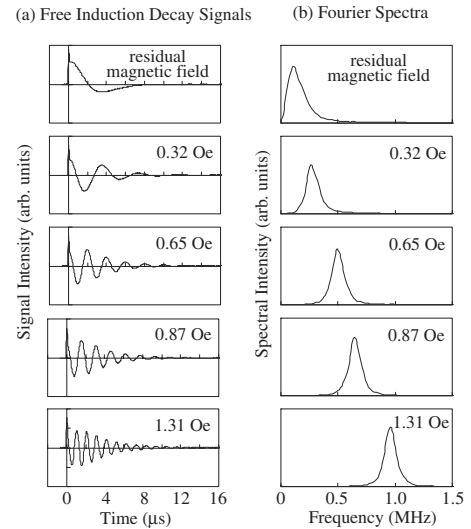 (a) Free Induction Decay Signals
(b) Fourier Spectra
Signal Intensity (arb. units)
residual
magnetic field
0.32 Oe
0.65 Oe
0.87 Oe
1.31 Oe
0 4 8 12 16
Time (μs)
Spectral Intensity (arb. units)
residual
magnetic field
0.32 Oe
0.65 Oe
0.87 Oe
1.31 Oe
0 0.5 1.0 1.5
Frequency (MHz)